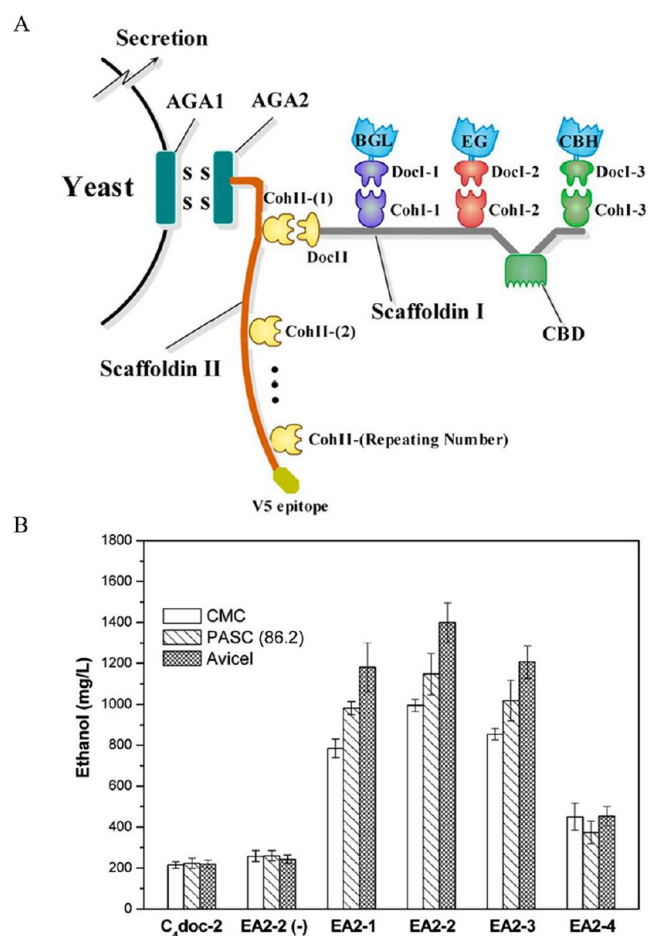 A
Secretion
AGA1
AGA2
Yeast
S S
S S
BGL
EG
CBH
DocI-1
DocI-2
DocI-3
CohII-(1)
CohI-1
CohI-2
CohI-3
DocII
Scaffoldin I
CBD
CohII-(2)
Scaffoldin II
CohII-(Repeating Number)
V5 epitope
B
1800
1600
1400
1200
1000
800
600
400
200
0
Ethanol (mg/L)
CMC
PASC (86.2)
Avicel
C4doc-2 EA2-2 (-) EA2-1 EA2-2 EA2-3 EA2-4